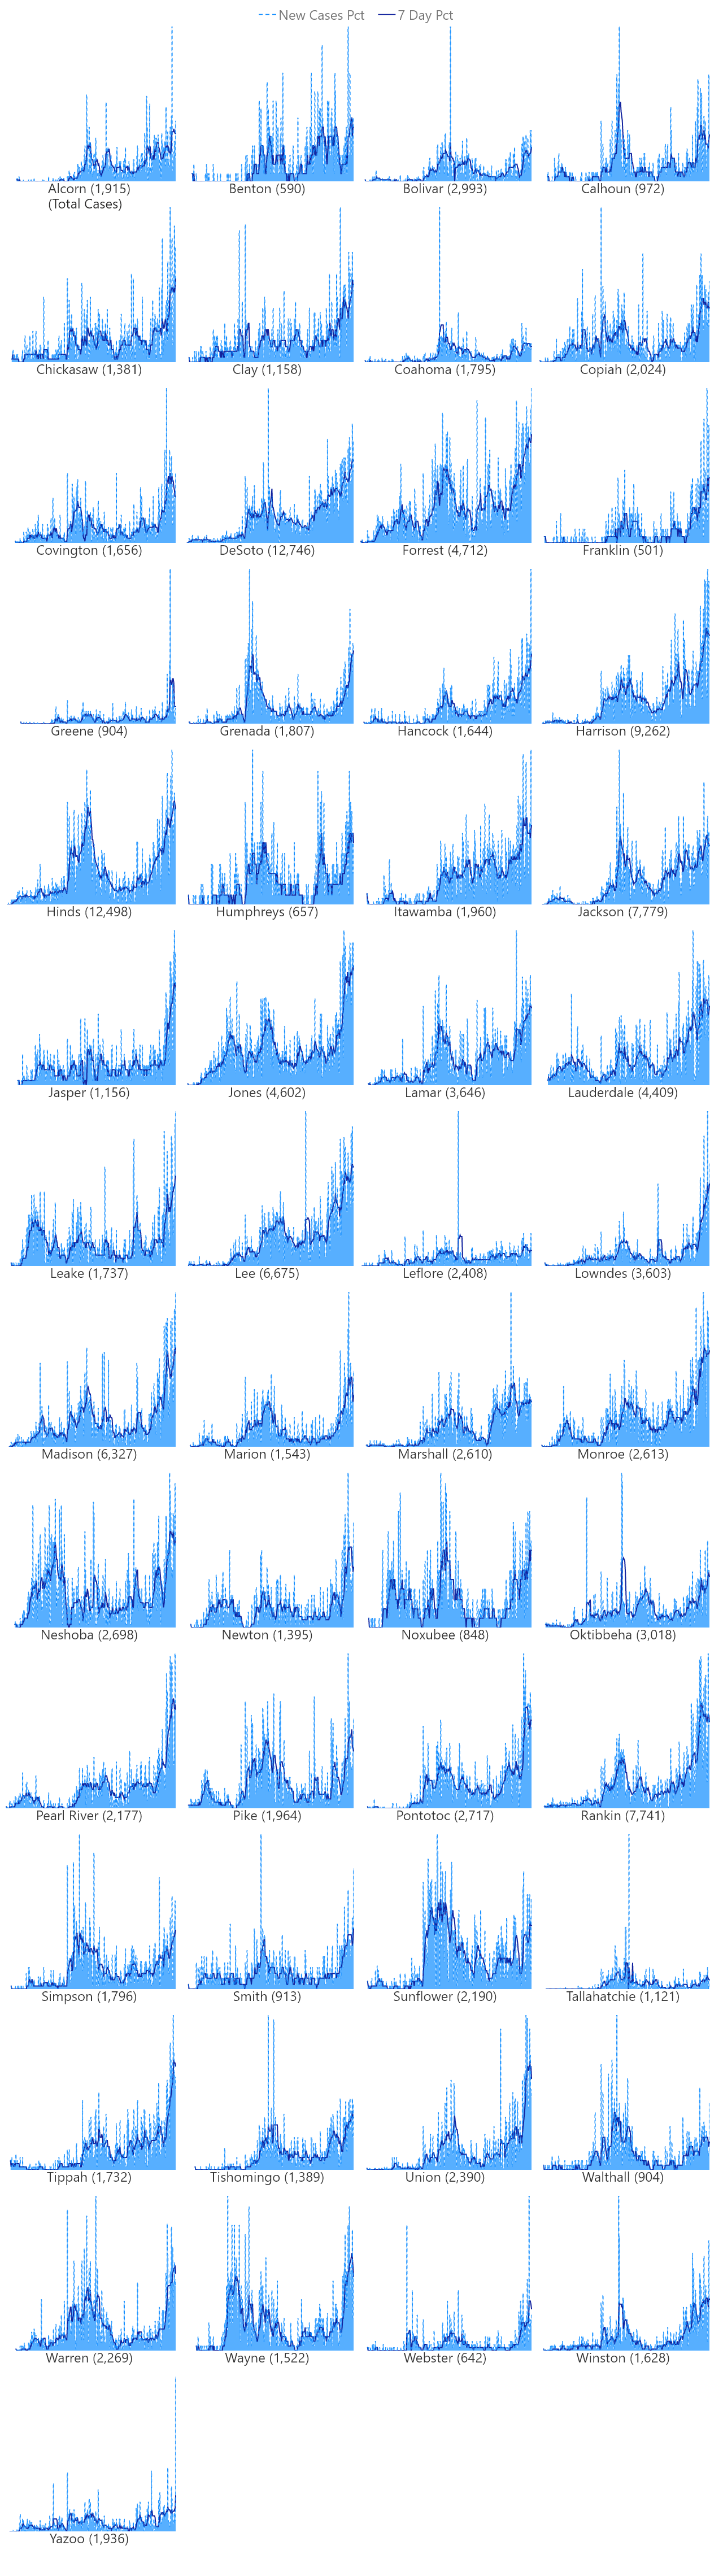 New Cases Pct 7 Day Pct
Alcorn (1,915) Benton (590) Bolivar (2,993) Calhoun (972)
(Total Cases)
Chickasaw (1,381) Clay (1,158) Coahoma (1,795) Copiah (2,024)
Covington (1,656) DeSoto (12,746) Forrest (4,712) Franklin (501)
Greene (904) Grenada (1,807) Hancock (1,644) Harrison (9,262)
Hinds (12,498) Humphreys (657) Itawamba (1,960) Jackson (7,779)
Jasper (1,156) Jones (4,602) Lamar (3,646) Lauderdale (4,409)
Leake (1,737) Lee (6,675) Leflore (2,408) Lowndes (3,603)
Madison (6,327) Marion (1,543) Marshall (2,610) Monroe (2,613)
Neshoba (2,698) Newton (1,395) Noxubee (848) Oktibbeha (3,018)
Pearl River (2,177) Pike (1,964) Pontotoc (2,717) Rankin (7,741)
Simpson (1,796) Smith (913) Sunflower (2,190) Tallahatchie (1,121)
Tippah (1,732) Tishomingo (1,389) Union (2,390) Walthall (904)
Warren (2,269) Wayne (1,522) Webster (642) Winston (1,628)
Yazoo (1,936)